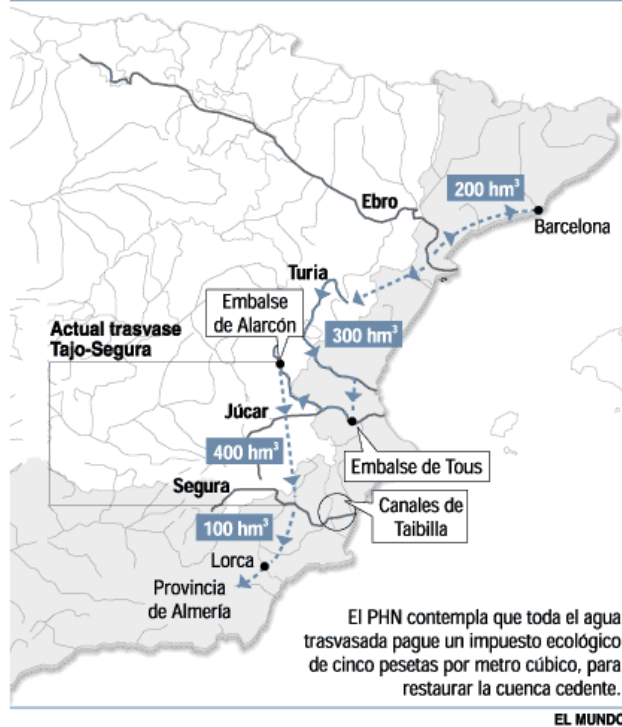 Ebro
200 hm³
Barcelona
Turia
Embalse
de Alarcón
Actual trasvase
Tajo-Segura
300 hm³
Júcar
400 hm³
Embalse de Tous
Segura
Canales de
Taibilla
100 hm³
Lorca
Provincia
de Almería
El PHN contempla que toda el agua
trasvasada pague un impuesto ecológico
de cinco pesetas por metro cúbico, para
restaurar la cuenca cedente.
EL MUNDO